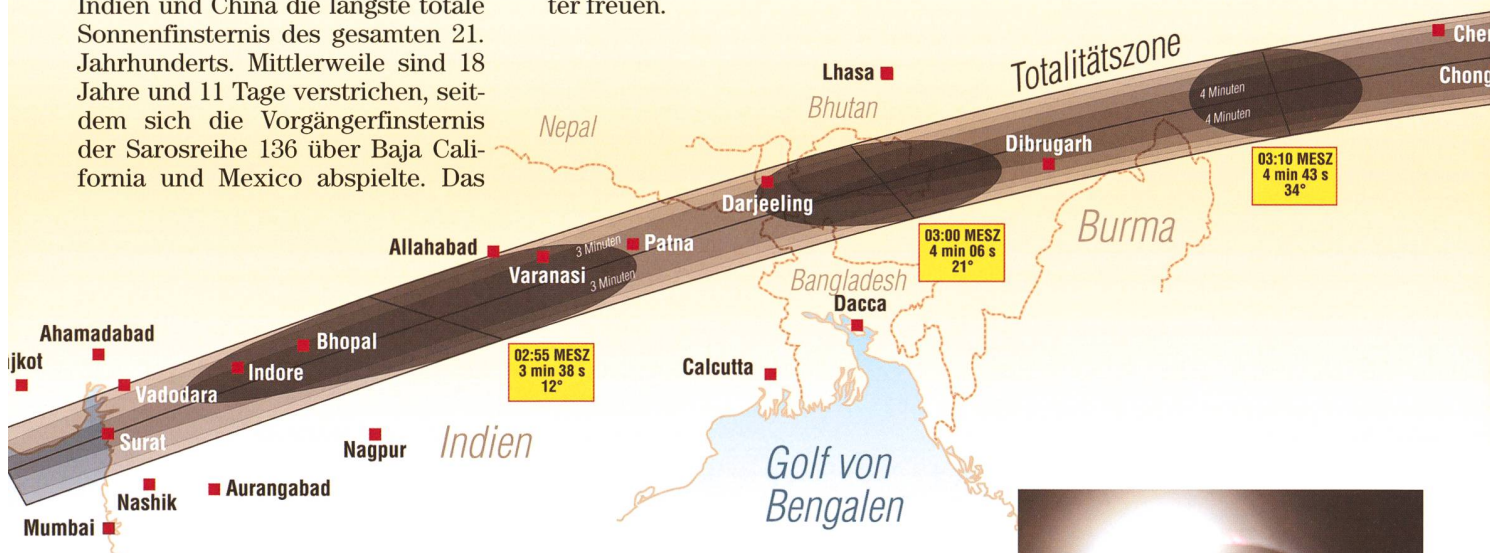 Indien und China die längste totale
Sonnenfinsternis des gesamten 21.
Jahrhunderts. Mittlerweile sind 18
Jahre und 11 Tage verstrichen, seit-
dem sich die Vorgängerfinsternis
der Sarosreihe 136 über Baja Cali-
fornia und Mexico abspielte. Das
ter freuen.
Totalitätszone
Lhasa
Bhutan
Nepal
4 Minuten
4 Minuten
Dibrugarh
03:10 MESZ
4 min 43 s
34°
Darjeeling
Burma
03:00 MESZ
4 min 06 s
21°
Allahabad
3 Minuten
Patna
Varanasi
3 Minuten
Bangladesh
Dacca
Ahamadabad
Bhopal
Indore
02:55 MESZ
3 min 38 s
12°
Calcutta
Vadodara
Surat
Nagpur
Indien
Golf von
Bengalen
Nashik
Aurangabad
Mumbai